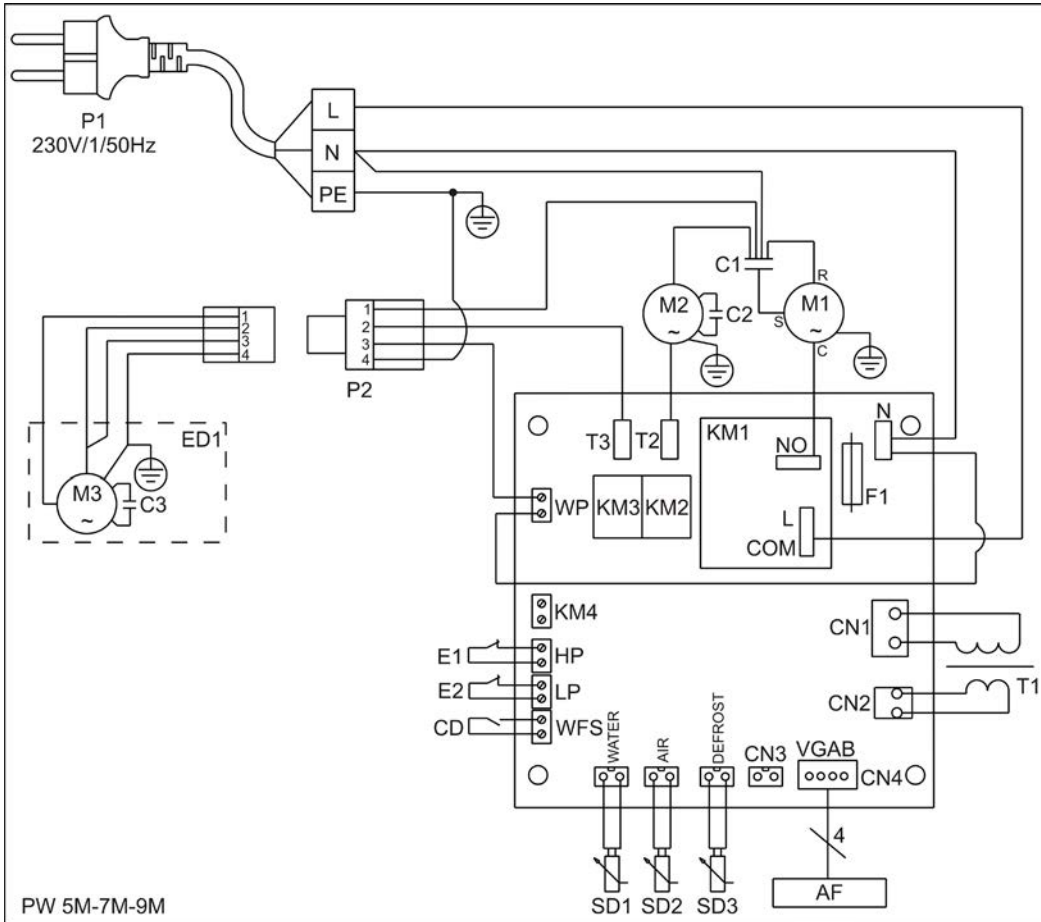 P1
230V/1/50Hz
L
N
PE
C1
R
M2
~
C2
S
M1
~
C
1
2
3
4
1
2
3
4
P2
ED1
M3
~
C3
T3
T2
KM1
NO
N
F1
WP
KM3
KM2
L
COM
KM4
E1
HP
E2
LP
CD
WFS
CN1
T1
CN2
WATER
AIR
DEFROST
CN3
VGAB
CN4
4
SD1
SD2
SD3
AF
PW 5M-7M-9M